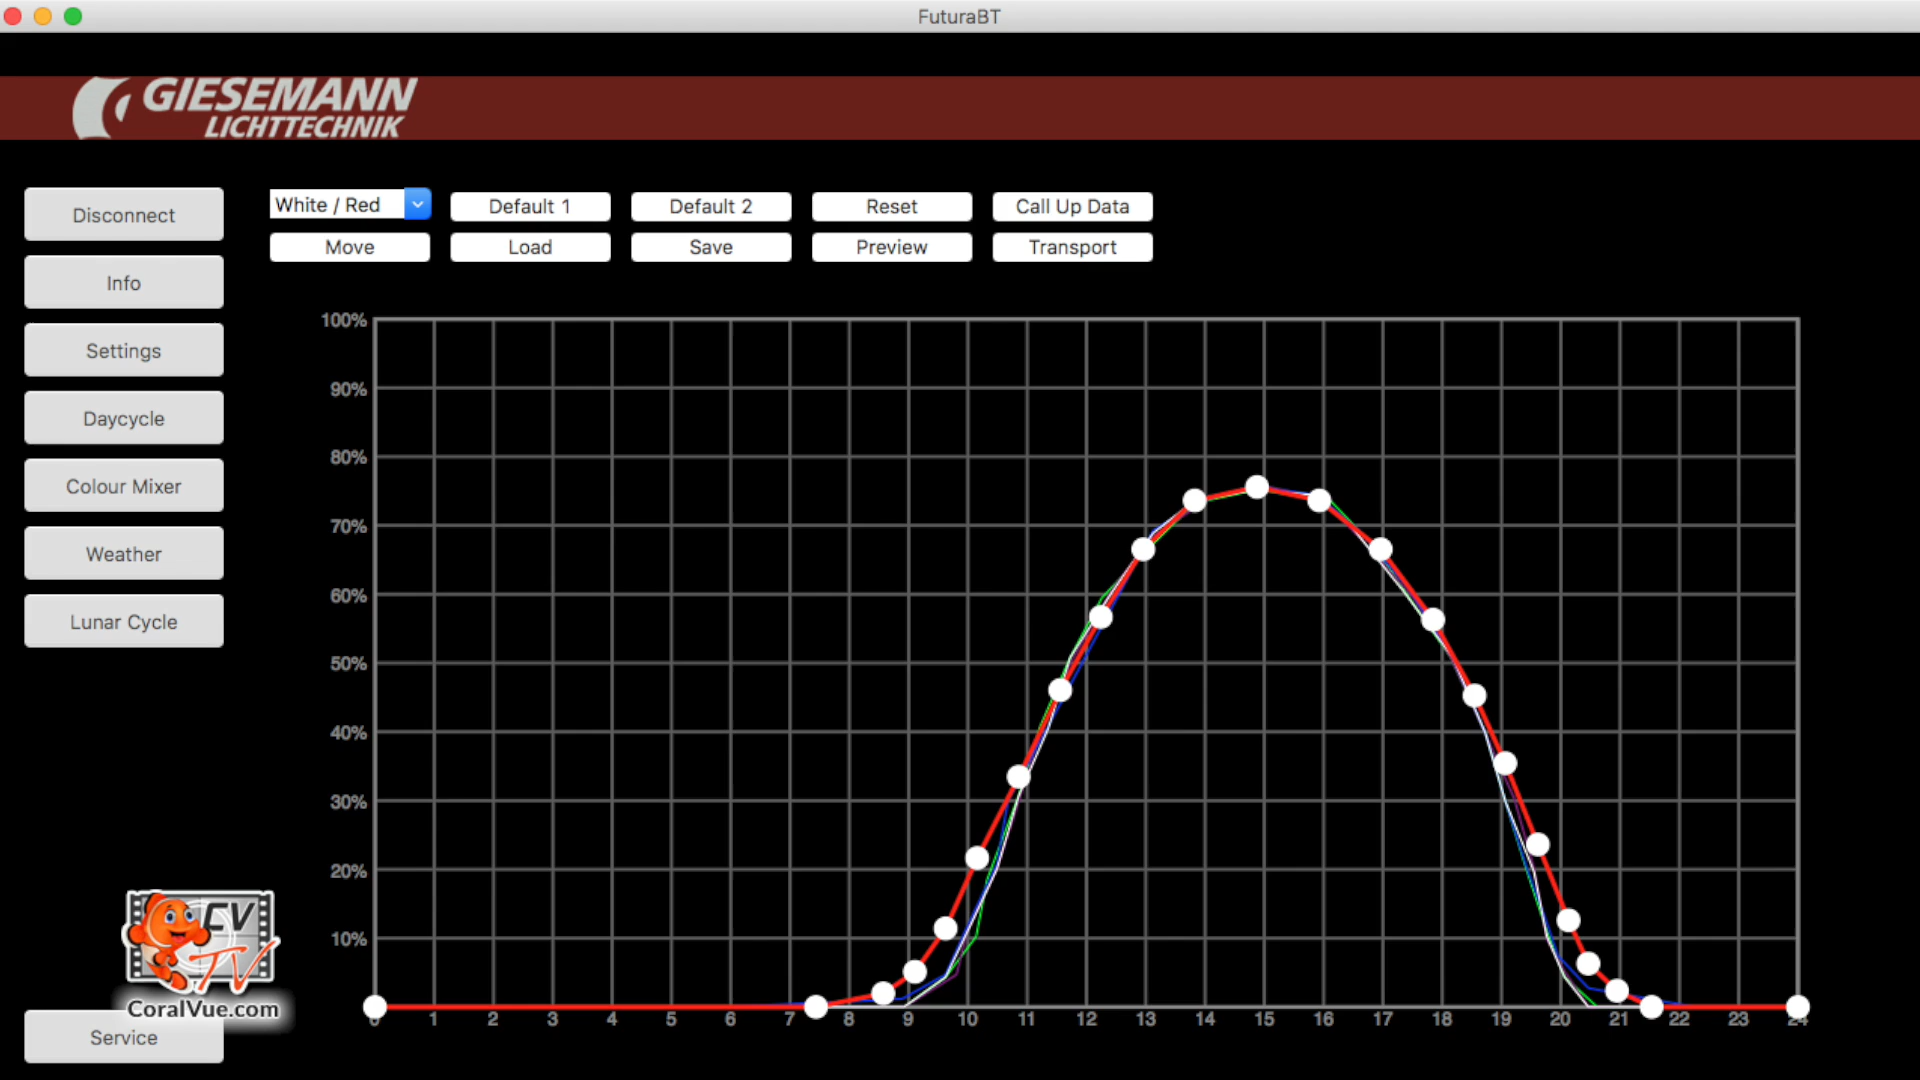 FuturaBT
GIESEMANN
LICHTTECHNIK
Disconnect
Info
Settings
Daycycle
Colour Mixer
Weather
Lunar Cycle
Service
White / Red
Default 1
Default 2
Reset
Call Up Data
Move
Load
Save
Preview
Transport
100%
90%
80%
70%
60%
50%
40%
30%
20%
10%
0 1 2 3 4 5 6 7 8 9 10 11 12 13 14 15 16 17 18 19 20 21 22 23 24
CV
TV
CoralVue.com